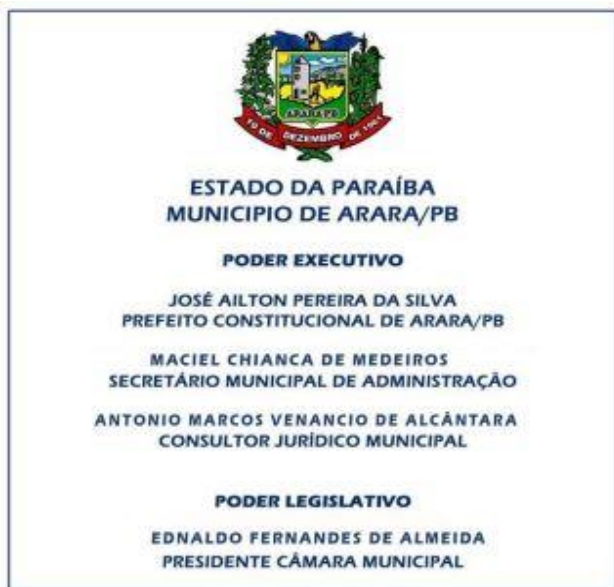 ARARA-PB
19 DE DEZEMBRO DE 1961
ESTADO DA PARAÍBA
MUNICIPIO DE ARARA/PB
PODER EXECUTIVO
JOSÉ AILTON PEREIRA DA SILVA
PREFEITO CONSTITUCIONAL DE ARARA/PB
MACIEL CHIANCA DE MEDEIROS
SECRETÁRIO MUNICIPAL DE ADMINISTRAÇÃO
ANTONIO MARCOS VENANCIO DE ALCÂNTARA
CONSULTOR JURÍDICO MUNICIPAL
PODER LEGISLATIVO
EDNALDO FERNANDES DE ALMEIDA
PRESIDENTE CÂMARA MUNICIPAL